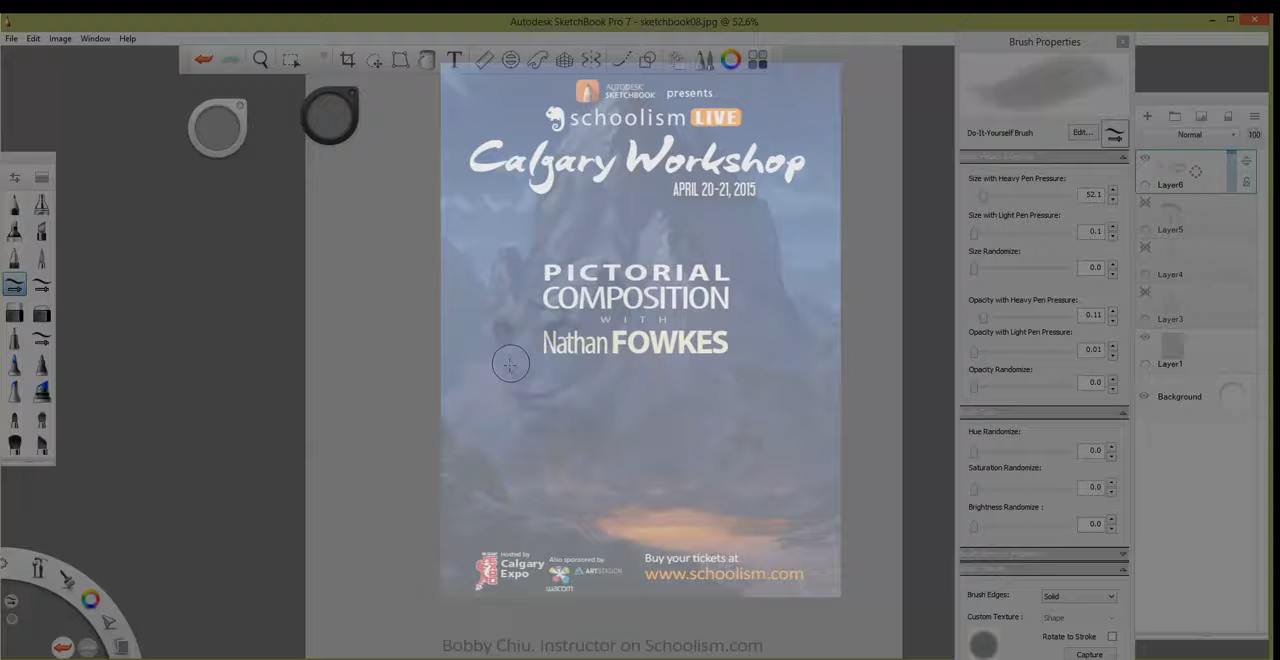 Autodesk SketchBook Pro 7 - sketchbook08.jpg @ 52.6%
File Edit Image Window Help
Brush Properties
Do-It-Yourself Brush
Edit...
Size with Heavy Pen Pressure:
52.1
Size with Light Pen Pressure:
0.1
Size Randomize:
0.0
Opacity with Heavy Pen Pressure:
0.11
Opacity with Light Pen Pressure:
0.01
Opacity Randomize:
0.0
Hue Randomize:
0.0
Saturation Randomize:
0.0
Brightness Randomize :
0.0
Brush Edges:
Solid
Custom Texture:
Shape
Rotate to Stroke
Capture
Normal
100
Layer6
Layer5
Layer4
Layer3
Layer1
Background
AUTODESK
SKETCHBOOK
presents
schoolism LIVE
Calgary Workshop
APRIL 20-21, 2015
PICTORIAL
COMPOSITION
WITH
Nathan FOWKES
Hosted by
Calgary
Expo
Also sponsored by
wacom
ARTSTATION
Buy your tickets at
www.schoolism.com
Bobby Chiu, Instructor on Schoolism.com